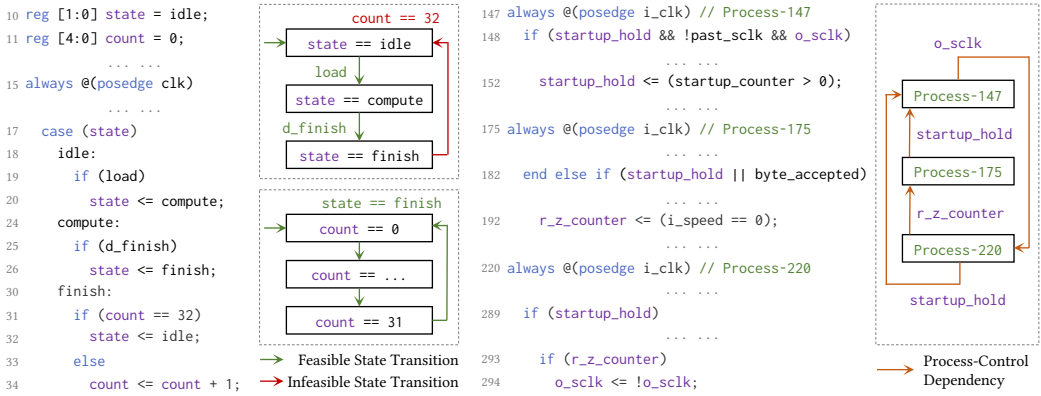 10 reg [1:0] state = idle;
11 reg [4:0] count = 0;
... ...
15 always @(posedge clk)
... ...
17 case (state)
18 idle:
19 if (load)
20 state <= compute;
24 compute:
25 if (d_finish)
26 state <= finish;
30 finish:
31 if (count == 32)
32 state <= idle;
33 else
34 count <= count + 1;
count == 32
state == idle
load
state == compute
d_finish
state == finish
state == finish
count == 0
count == ...
count == 31
Feasible State Transition
Infeasible State Transition
147 always @(posedge i_clk) // Process-147
148 if (startup_hold && !past_sclk && o_sclk)
... ...
152 startup_hold <= (startup_counter > 0);
175 always @(posedge i_clk) // Process-175
... ...
182 end else if (startup_hold || byte_accepted)
... ...
192 r_z_counter <= (i_speed == 0);
... ...
220 always @(posedge i_clk) // Process-220
... ...
289 if (startup_hold)
... ...
293 if (r_z_counter)
294 o_sclk <= !o_sclk;
o_sclk
Process-147
startup_hold
Process-175
r_z_counter
Process-220
startup_hold
Process-Control
Dependency